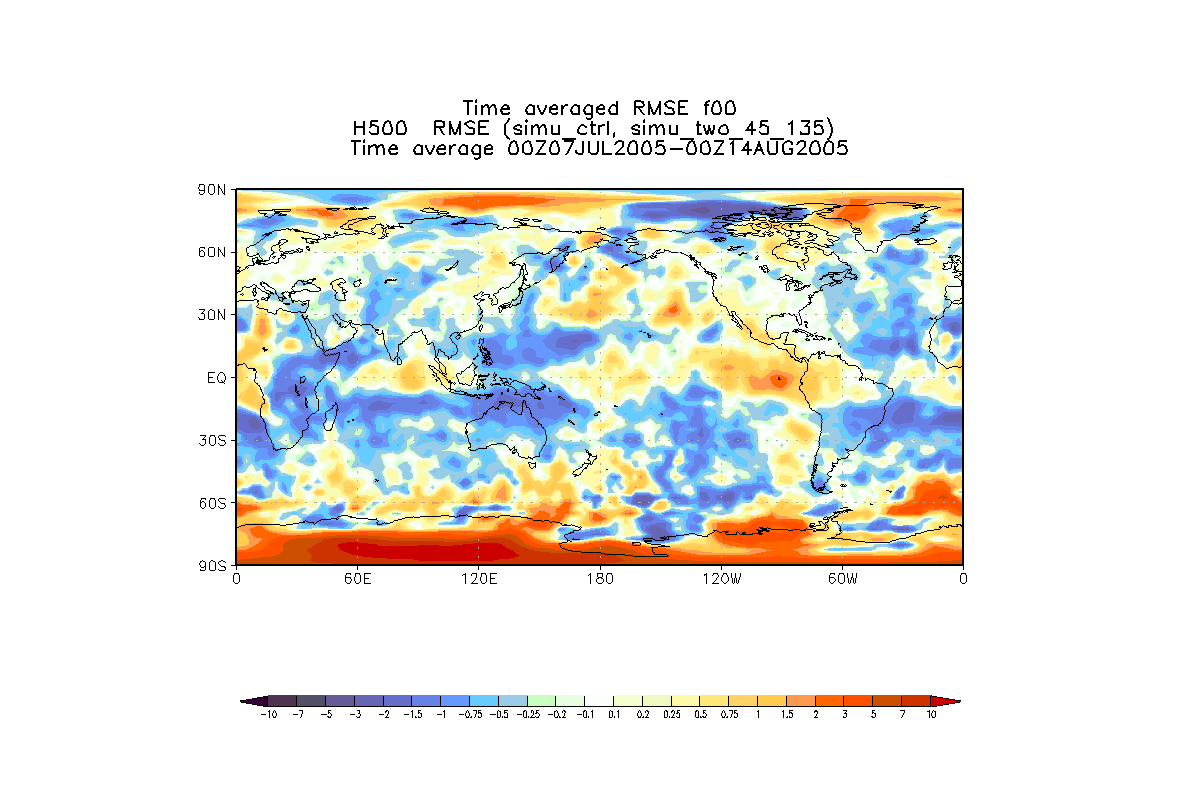 Time averaged RMSE f00
H500 RMSE (simu_ctrl, simu_two_45_135)
Time average 00Z07JUL2005-00Z14AUG2005
90N
60N
30N
EQ
30S
60S
90S
0 60E 120E 180 120W 60W 0
-10 -7 -5 -3 -2 -1.5 -1 -0.75 -0.5 -0.25 -0.2 -0.1 0.1 0.2 0.25 0.5 0.75 1 1.5 2 3 5 7 10